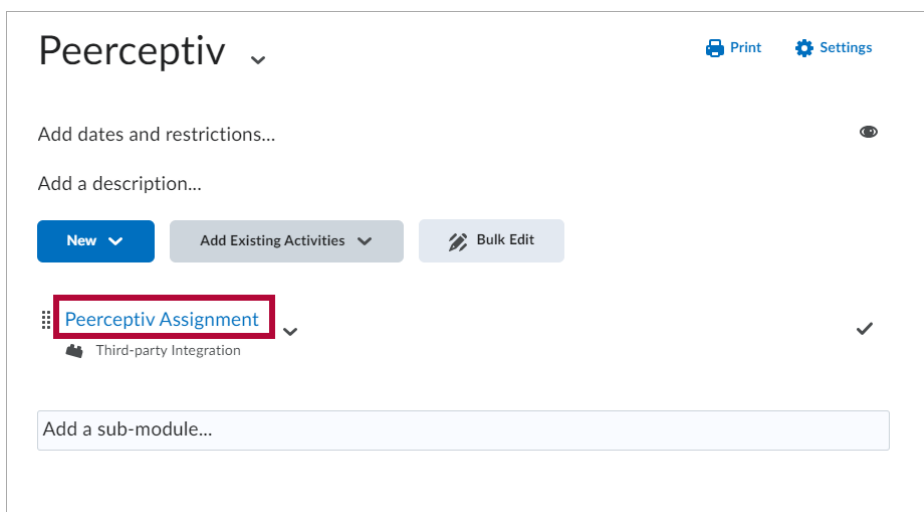 Peerceptiv
Print
Settings
Add dates and restrictions...
Add a description...
New
Add Existing Activities
Bulk Edit
Peerceptiv Assignment
Third-party Integration
Add a sub-module...